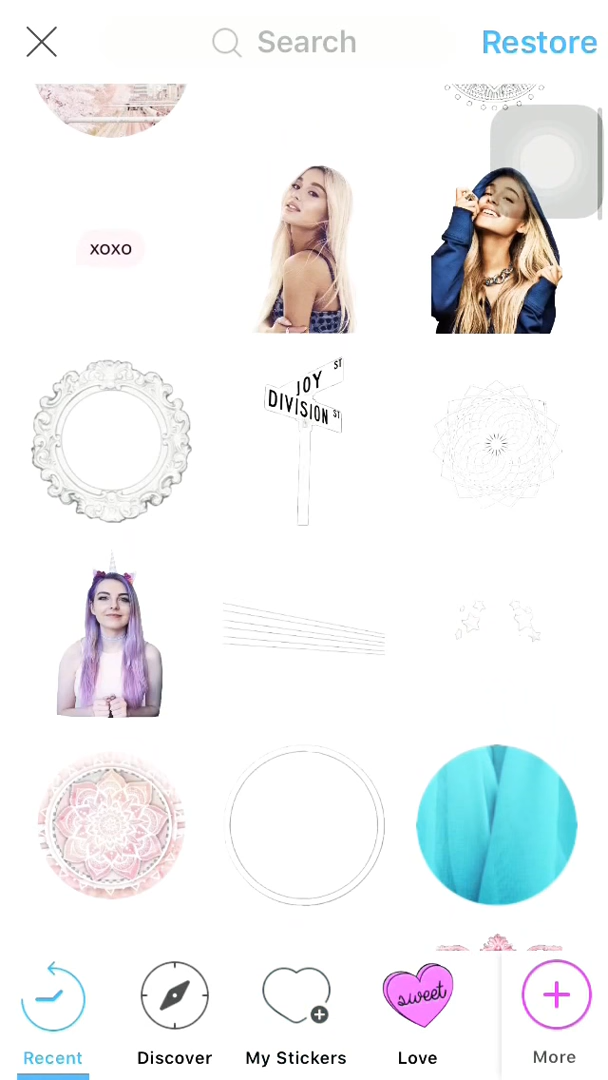 Search
Restore
xoxo
ST
JOY
DIVISION ST
sweet
Recent
Discover
My Stickers
Love
More